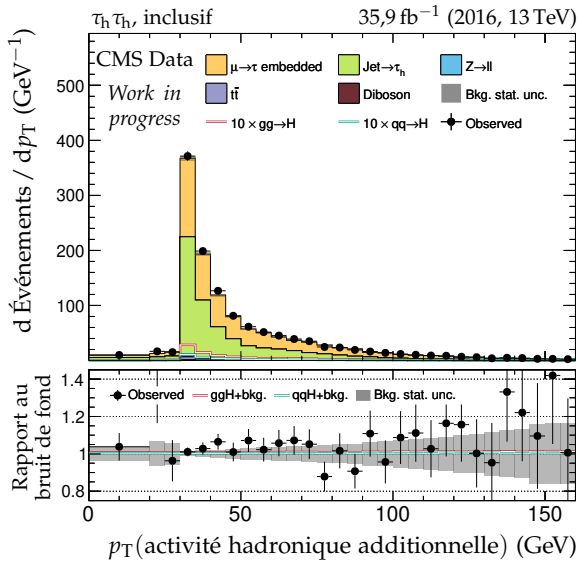 τₕτₕ, inclusif 35,9 fb⁻¹ (2016, 13 TeV)
CMS Data
Work in
progress
μ→τ embedded Jet→τₕ Z→ll
tt̄ Diboson Bkg. stat. unc.
10 × gg→H 10 × qq→H Observed
d Événements / dpT (GeV⁻¹)
500
400
300
200
100
Observed ggH+bkg. qqH+bkg. Bkg. stat. unc.
Rapport au
bruit de fond
1.4
1.2
1.0
0.8
0 50 100 150
pT(activité hadronique additionnelle) (GeV)